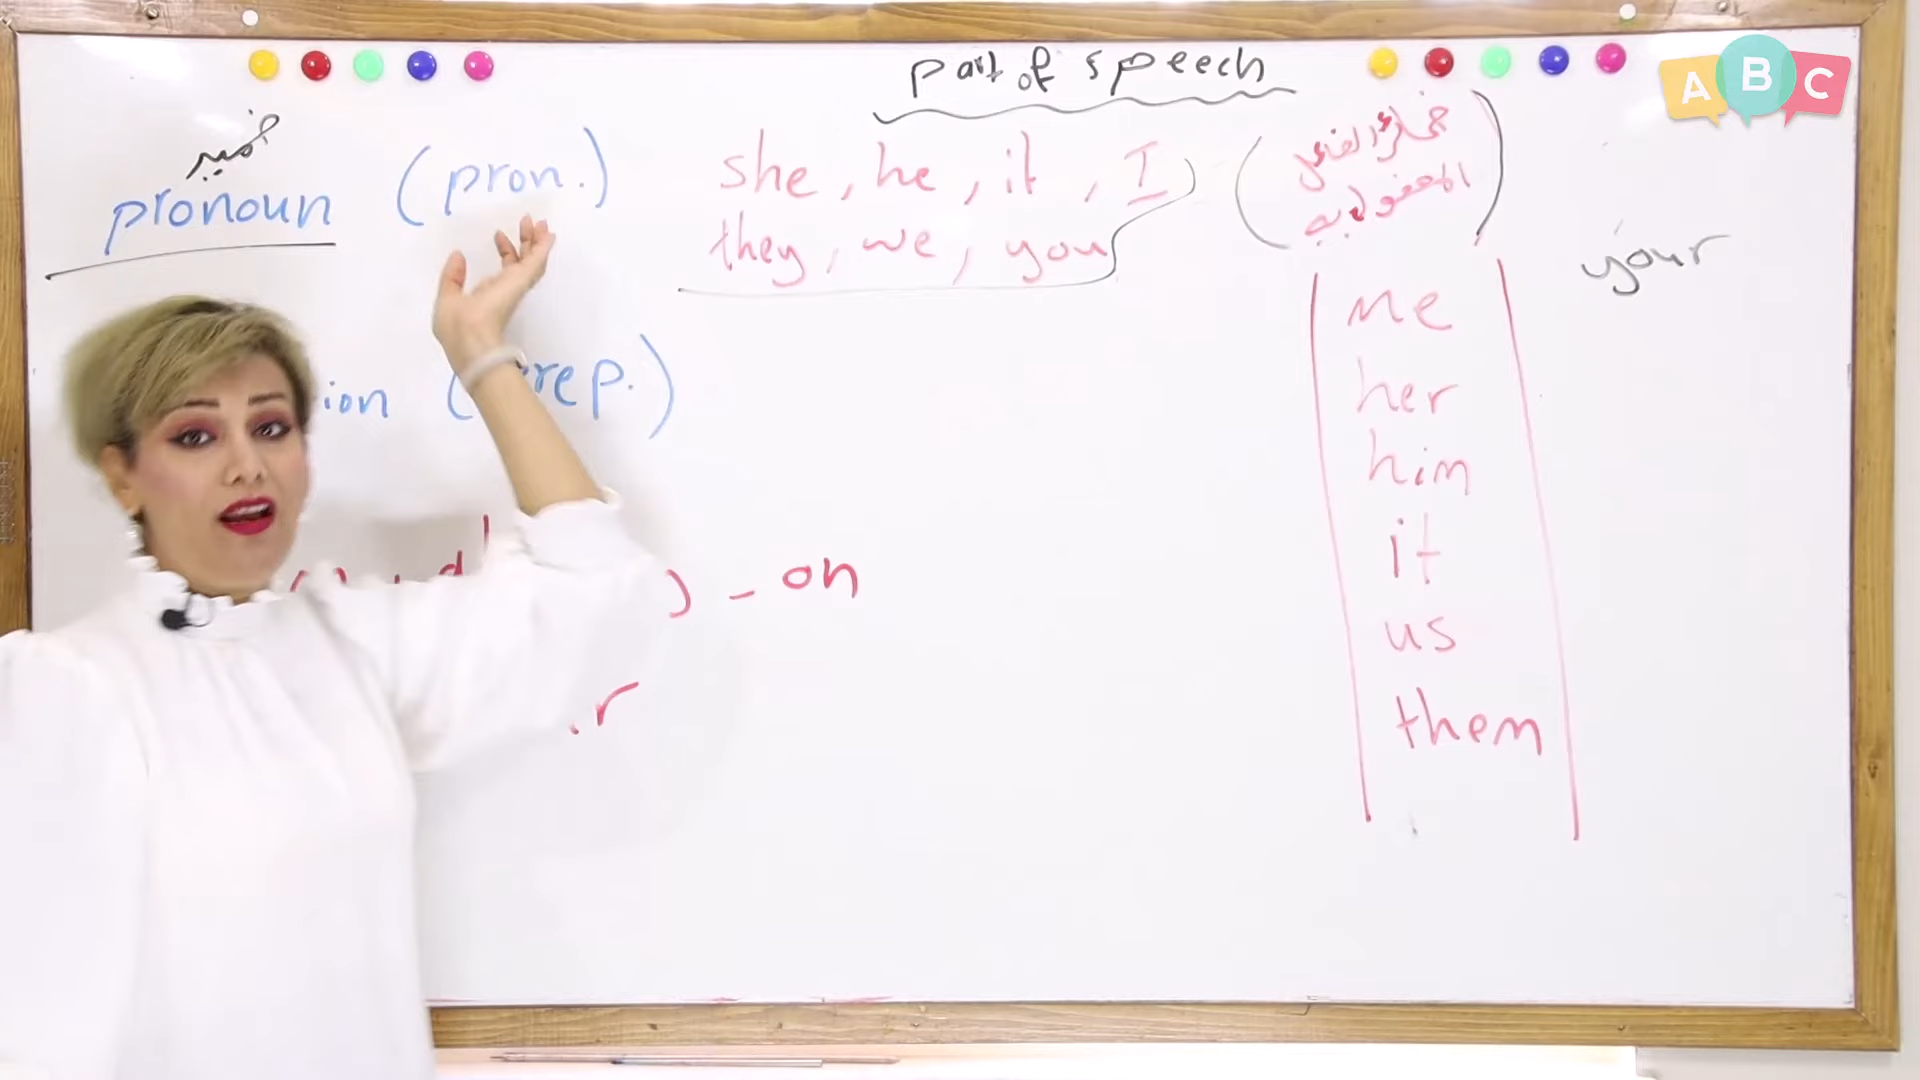 part of speech
ضمیر
pronoun (pron.)
she, he, it, I
they, we, you
ion (prep.)
- on
me
her
him
it
us
them
your
A B C